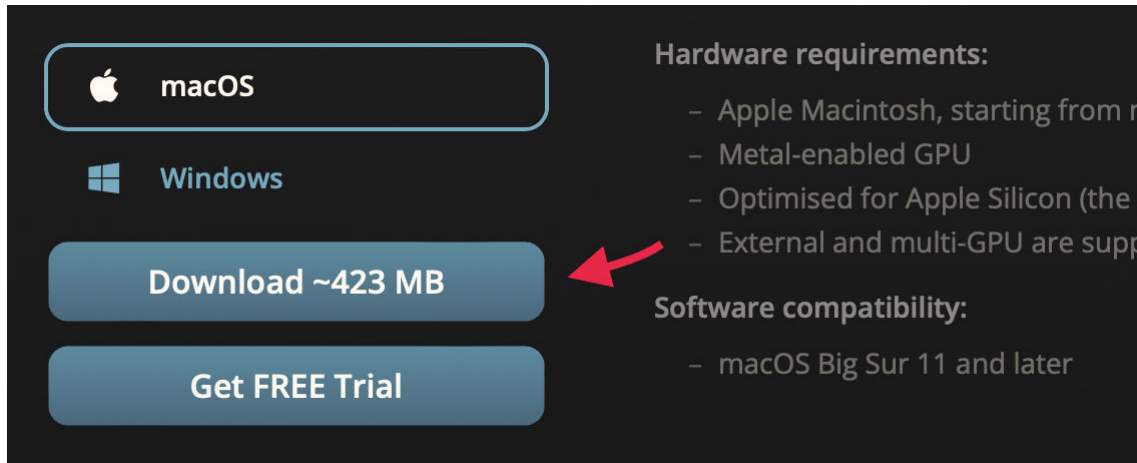 macOS
Windows
Download ~423 MB
Get FREE Trial
Hardware requirements:
– Apple Macintosh, starting from
– Metal-enabled GPU
– Optimised for Apple Silicon (the
– External and multi-GPU are
Software compatibility:
– macOS Big Sur 11 and later